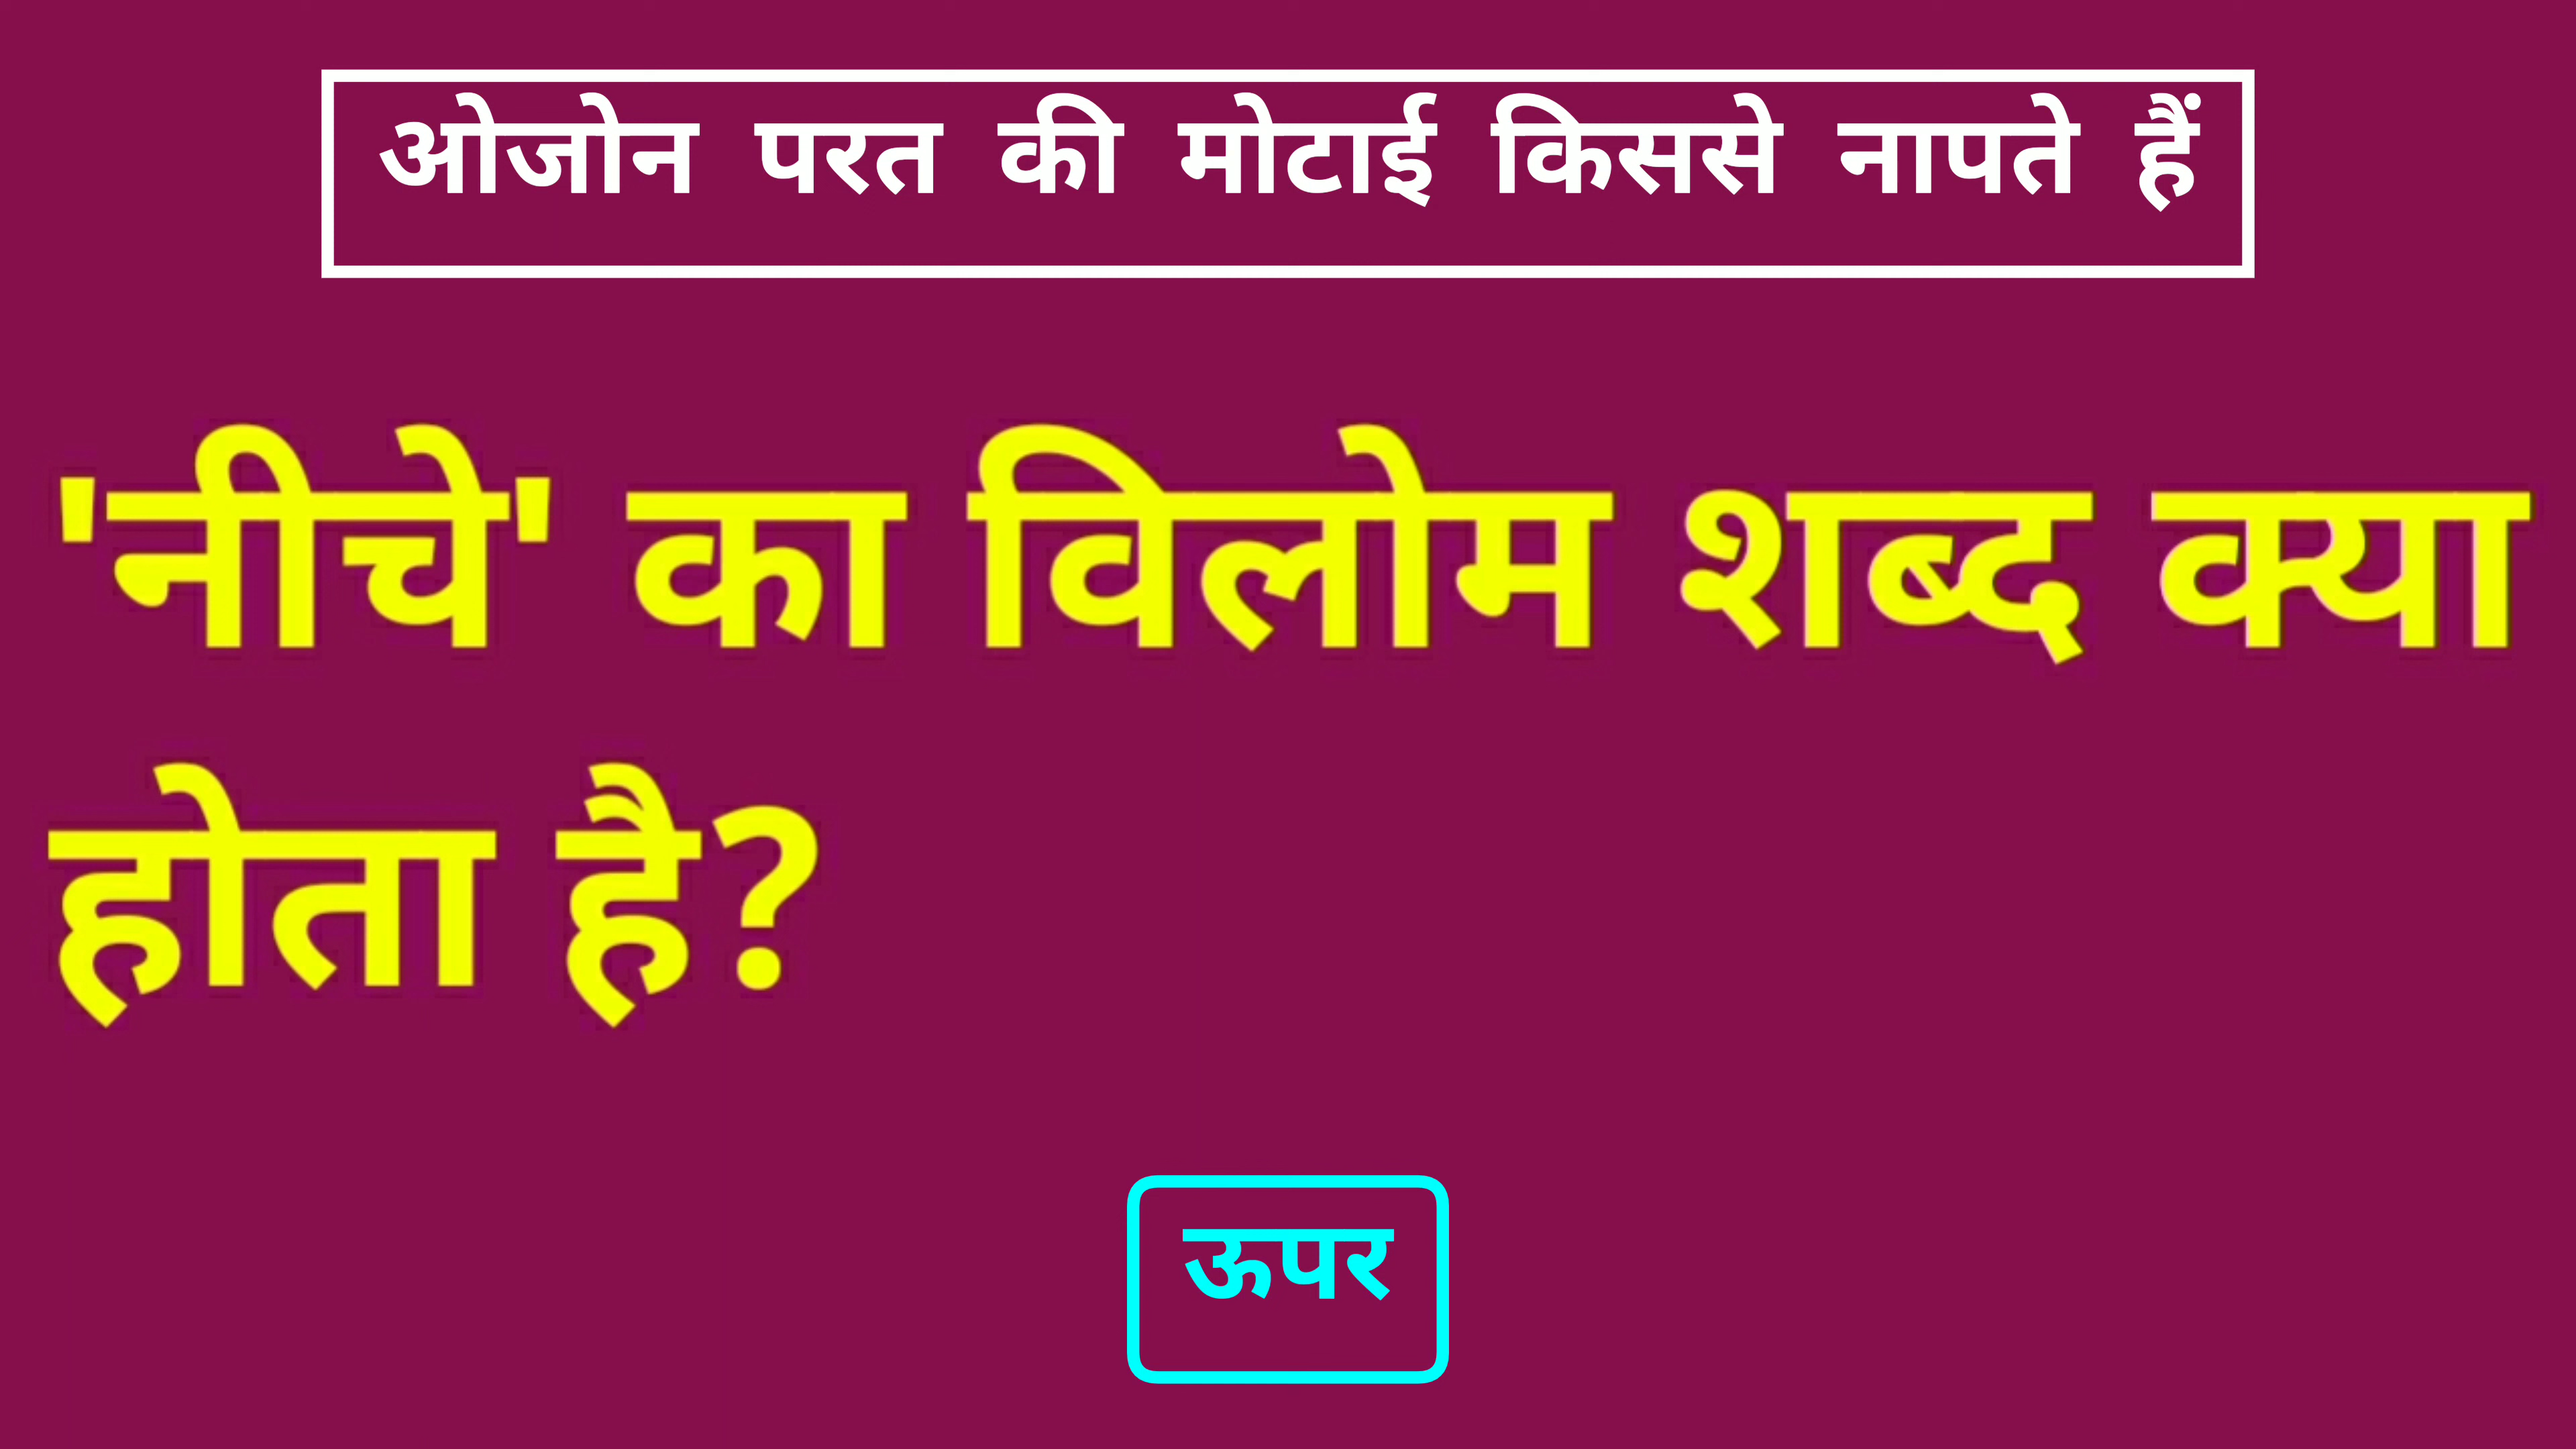 ओजोन परत की मोटाई किससे नापते हैं
'नीचे' का विलोम शब्द क्या
होता है?
ऊपर